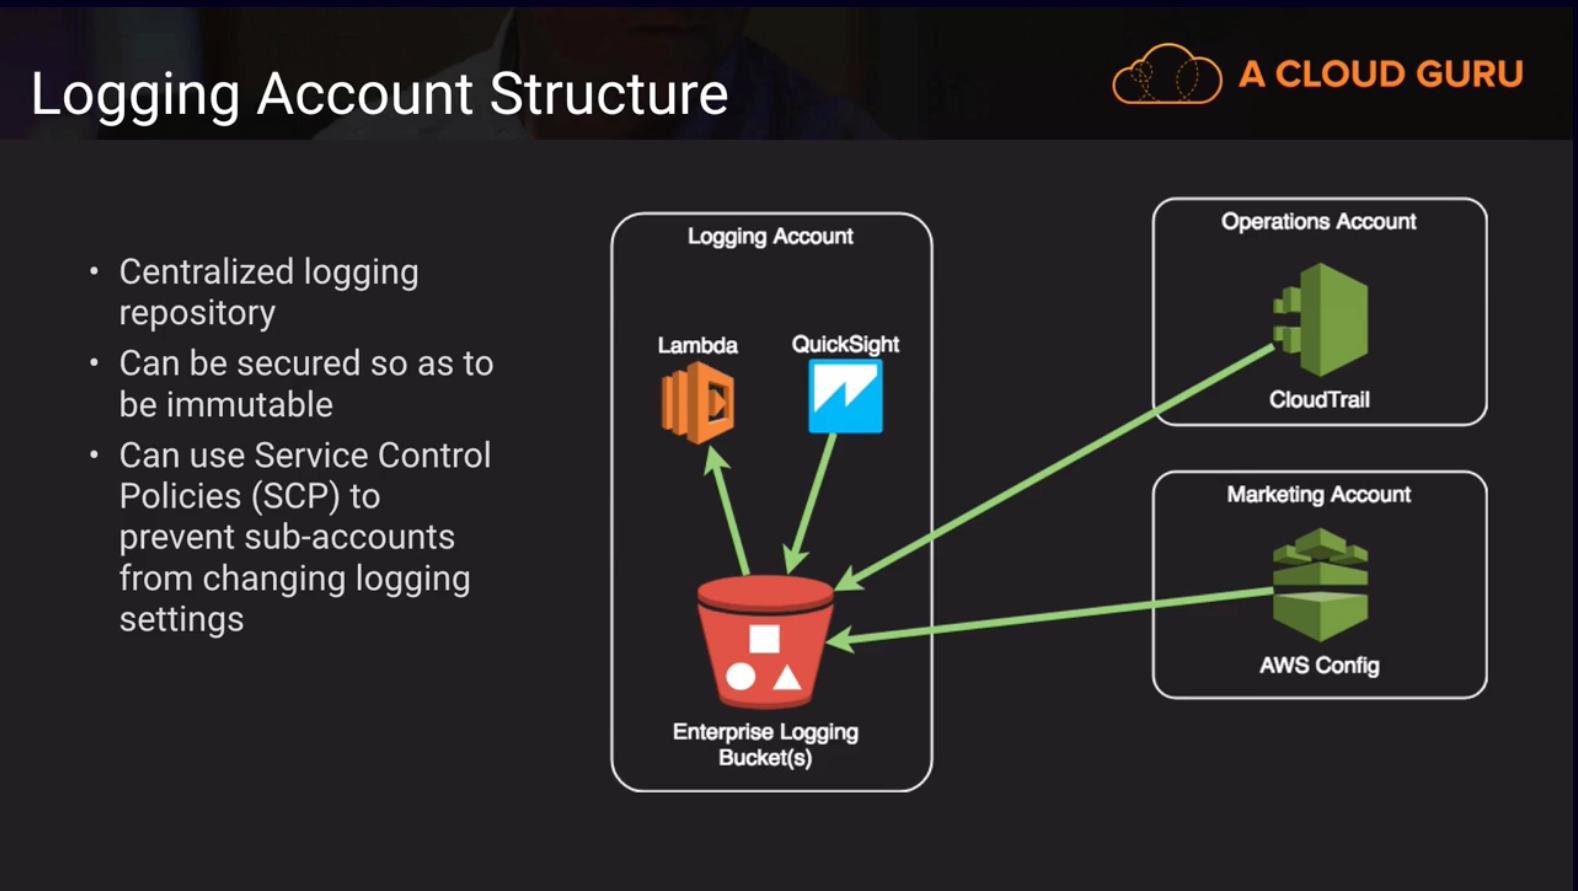 Logging Account Structure
A CLOUD GURU
• Centralized logging
repository
• Can be secured so as to
be immutable
• Can use Service Control
Policies (SCP) to
prevent sub-accounts
from changing logging
settings
Logging Account
Lambda
QuickSight
Enterprise Logging
Bucket(s)
Operations Account
CloudTrail
Marketing Account
AWS Config